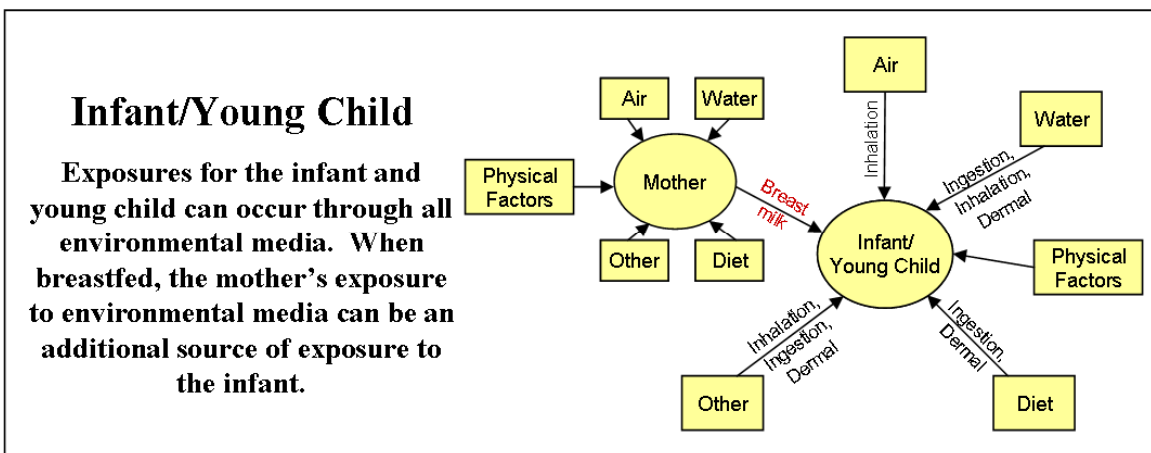 Infant/Young Child
Exposures for the infant and
young child can occur through all
environmental media. When
breastfed, the mother's exposure
to environmental media can be an
additional source of exposure to
the infant.
Air
Water
Physical
Factors
Mother
Other
Diet
Breast
milk
Air
Inhalation
Water
Ingestion,
Inhalation,
Dermal
Infant/
Young Child
Physical
Factors
Inhalation,
Ingestion,
Dermal
Other
Ingestion,
Dermal
Diet